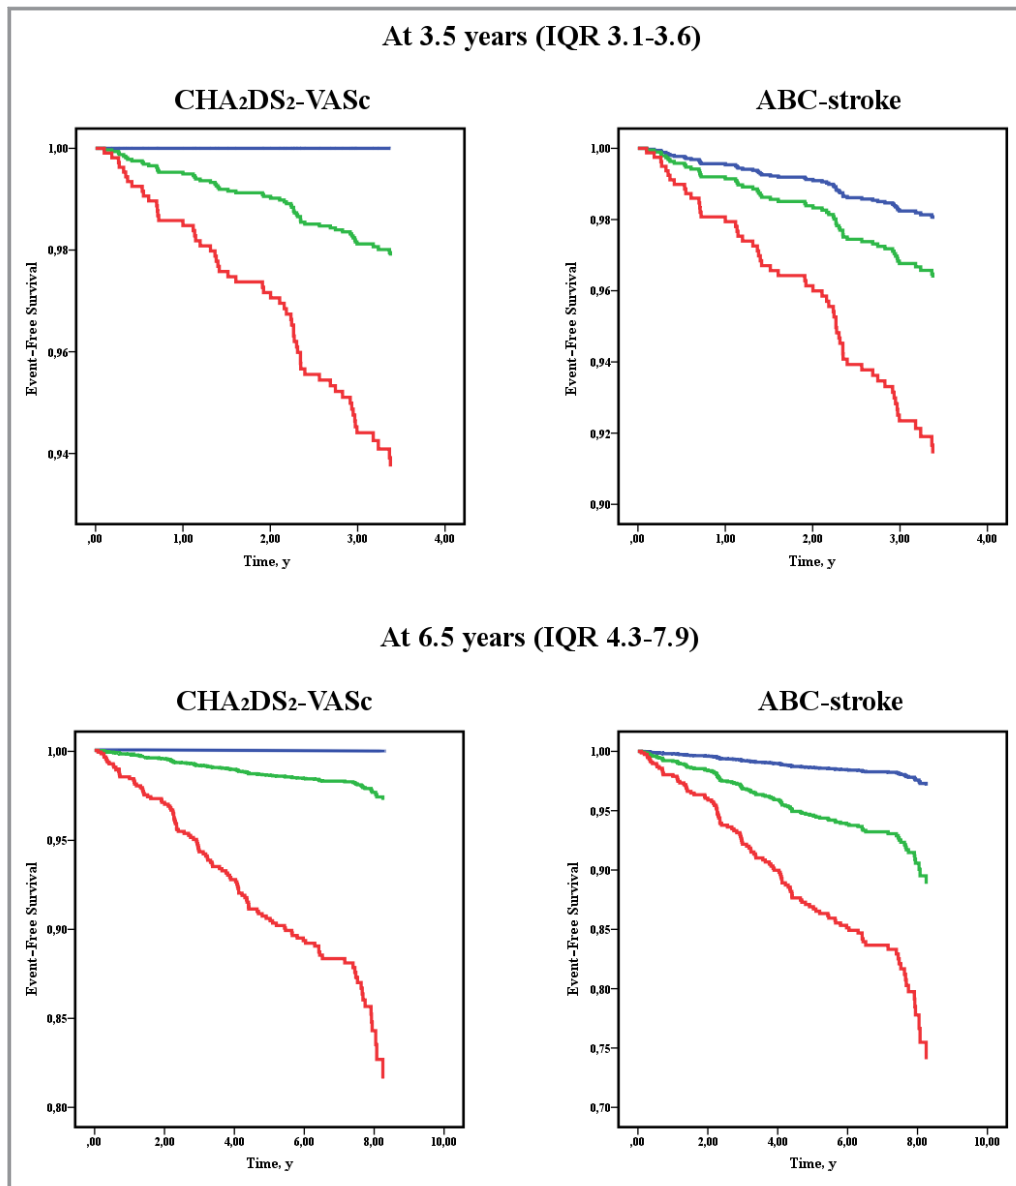 At 3.5 years (IQR 3.1-3.6)
CHA₂DS₂-VASc
1,00
0,98
0,96
0,94
Event-Free Survival
,00 1,00 2,00 3,00 4,00
Time, y
ABC-stroke
1,00
0,98
0,96
0,94
0,92
0,90
Event-Free Survival
,00 1,00 2,00 3,00 4,00
Time, y
At 6.5 years (IQR 4.3-7.9)
CHA₂DS₂-VASc
1,00
0,95
0,90
0,85
0,80
Event-Free Survival
,00 2,00 4,00 6,00 8,00 10,00
Time, y
ABC-stroke
1,00
0,95
0,90
0,85
0,80
0,75
0,70
Event-Free Survival
,00 2,00 4,00 6,00 8,00 10,00
Time, y